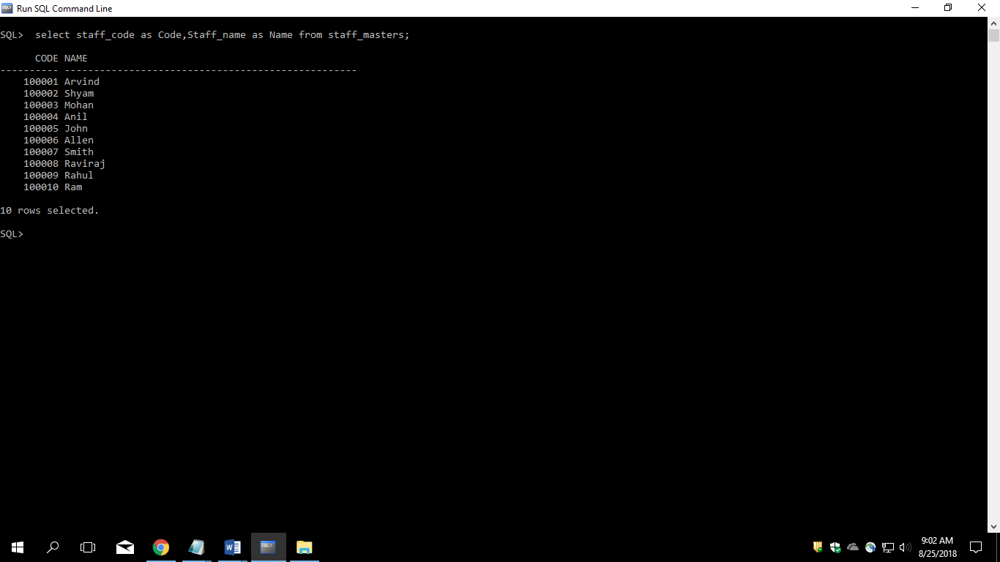 Run SQL Command Line
SQL>  select staff_code as Code,Staff_name as Name from staff_masters;
      CODE NAME
---------- --------------------------------------------------
    100001 Arvind
    100002 Shyam
    100003 Mohan
    100004 Anil
    100005 John
    100006 Allen
    100007 Smith
    100008 Raviraj
    100009 Rahul
    100010 Ram
10 rows selected.
SQL>
9:02 AM
8/25/2018